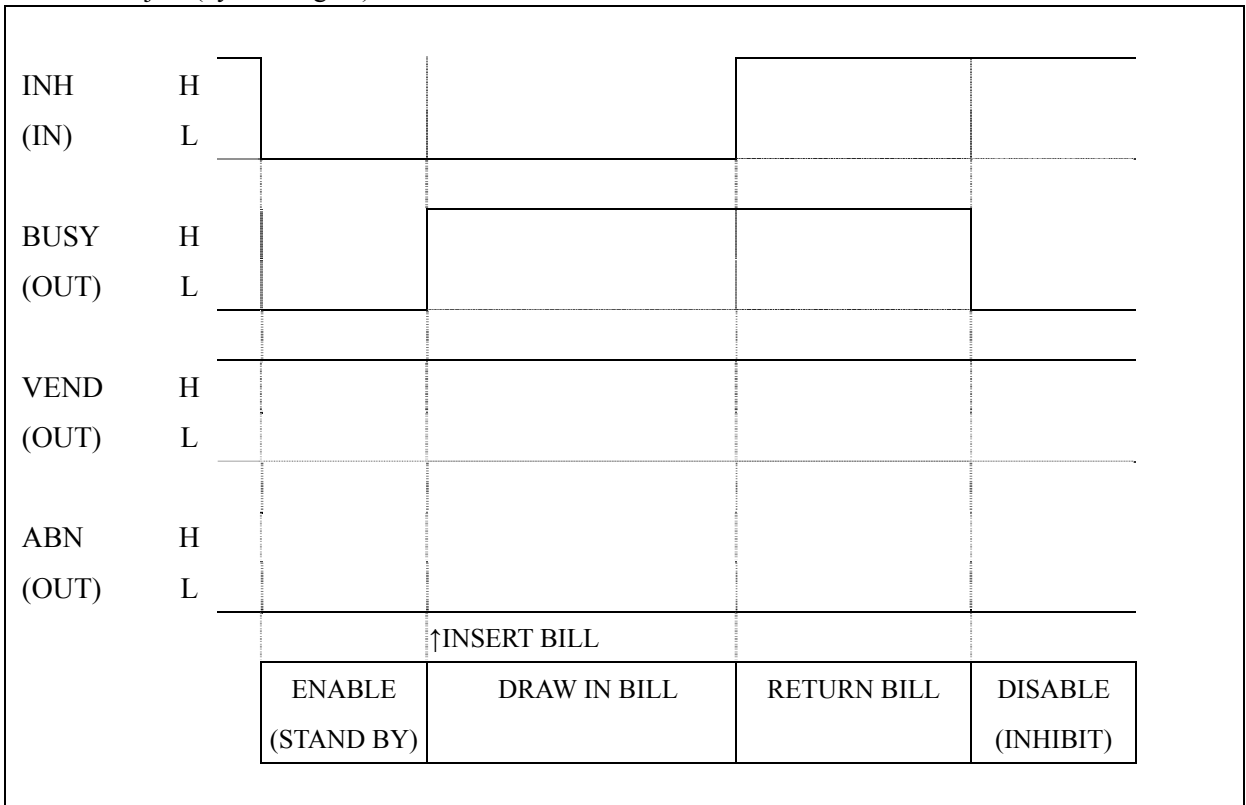 INH H
(IN) L
BUSY H
(OUT) L
VEND H
(OUT) L
ABN H
(OUT) L
↑INSERT BILL
ENABLE DRAW IN BILL RETURN BILL DISABLE
(STAND BY) (INHIBIT)